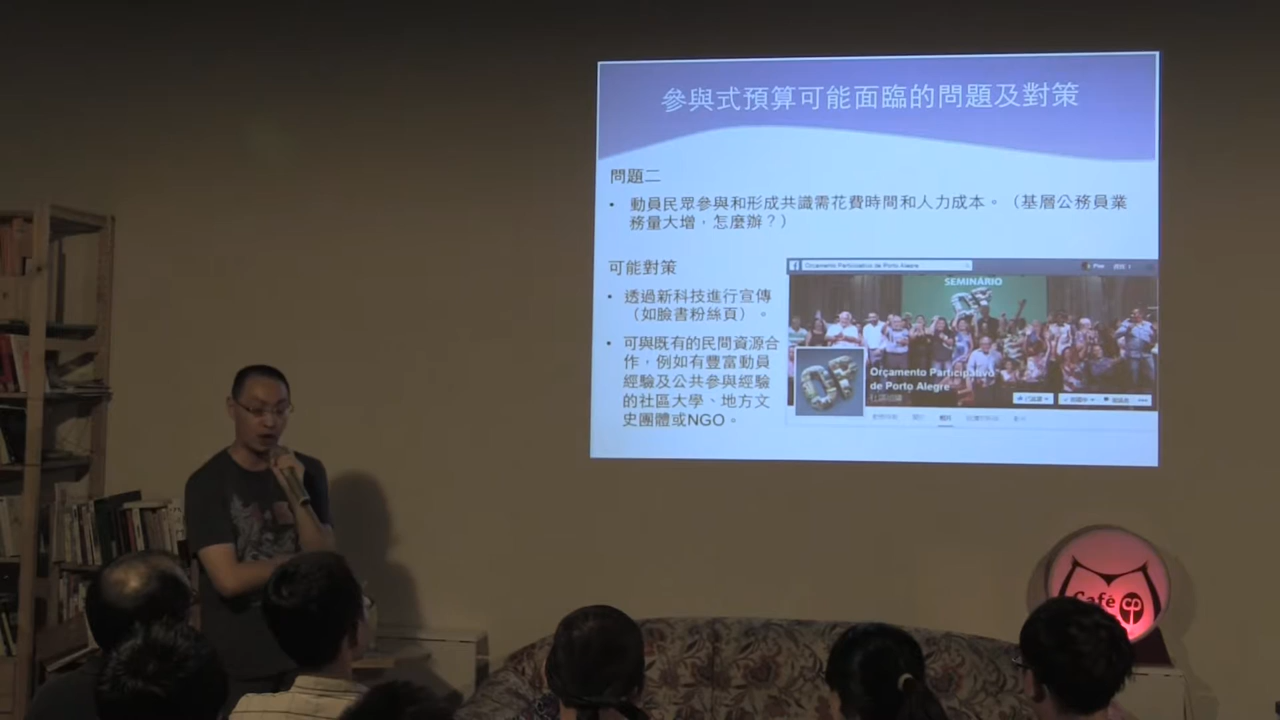 參與式預算可能面臨的問題及對策
問題二
• 動員民眾參與和形成共識需花費時間和人力成本。（基層公務員業
務量大增，怎麼辦？）
可能對策
• 透過新科技進行宣傳
（如臉書粉絲頁）。
• 可與既有的民間資源合
作，例如有豐富動員
經驗及公共參與經驗
的社區大學、地方文
史團體或NGO。
Orçamento Participativo de Porto Alegre
SEMINÁRIO
OP
Orçamento Participativo
de Porto Alegre
Café